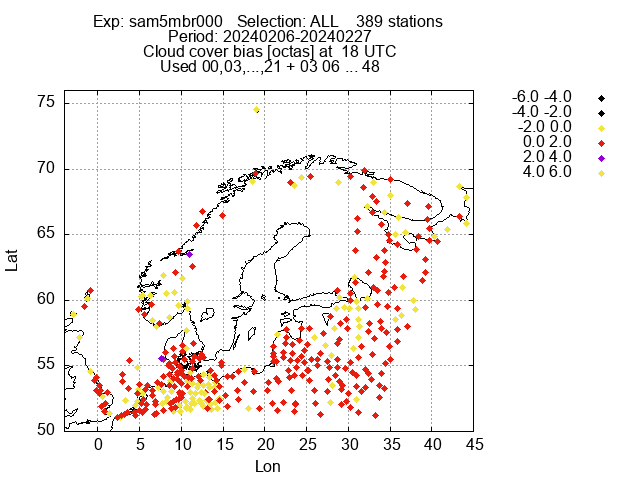 Exp: sam5mbr000   Selection: ALL    389 stations
Period: 20240206-20240227
Cloud cover bias [octas] at  18 UTC
Used 00,03,...,21 + 03 06 ... 48
-6.0 -4.0
-4.0 -2.0
-2.0 0.0
0.0 2.0
2.0 4.0
4.0 6.0
75
70
65
60
55
50
Lat
0 5 10 15 20 25 30 35 40 45
Lon